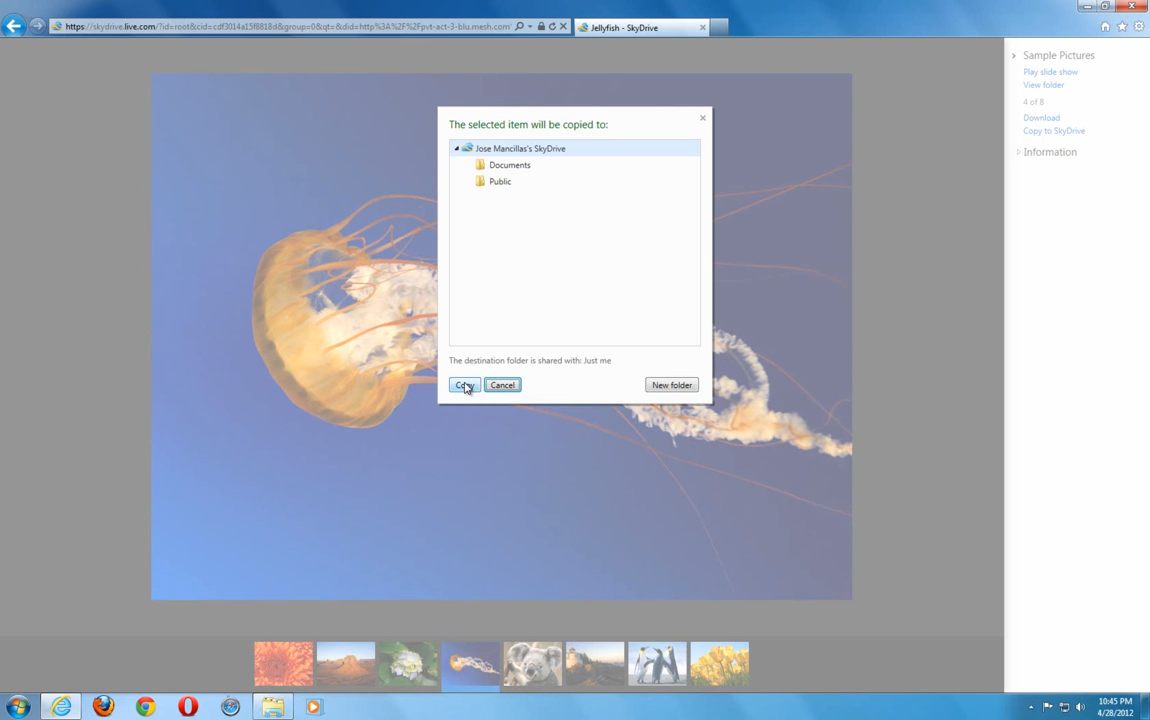 https://skydrive.live.com/?id=root&cid=cdf3014a15f8818d&group=0&qt=&did=http%3A%2F%2Fpvt-act-3-blu.mesh.com
Jellyfish - SkyDrive
Sample Pictures
Play slide show
View folder
4 of 8
Download
Copy to SkyDrive
Information
The selected item will be copied to:
Jose Mancillas's SkyDrive
Documents
Public
The destination folder is shared with: Just me
Copy
Cancel
New folder
10:45 PM
4/28/2012